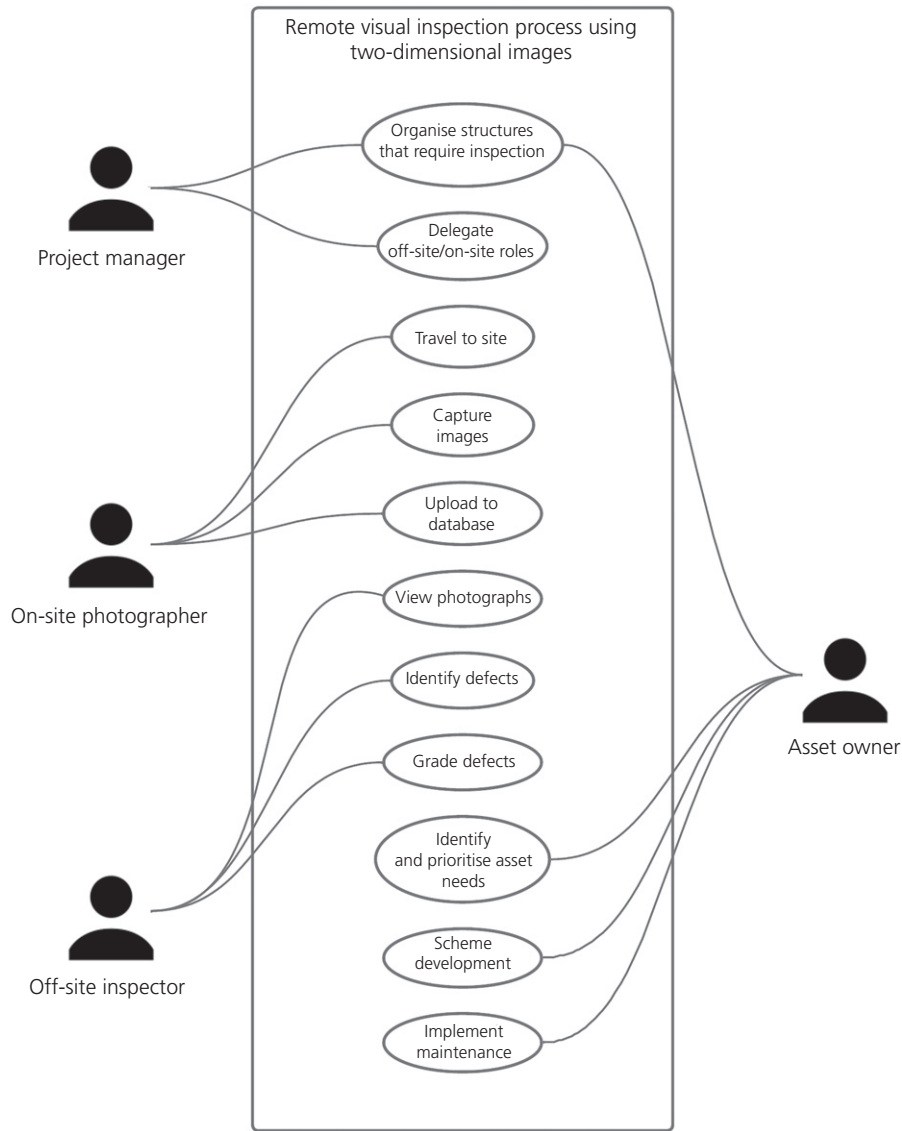 Remote visual inspection process using
two-dimensional images
Organise structures
that require inspection
Project manager
Delegate
off-site/on-site roles
Travel to site
Capture
images
Upload to
database
On-site photographer
View photographs
Identify defects
Asset owner
Grade defects
Identify
and prioritise asset
needs
Off-site inspector
Scheme
development
Implement
maintenance